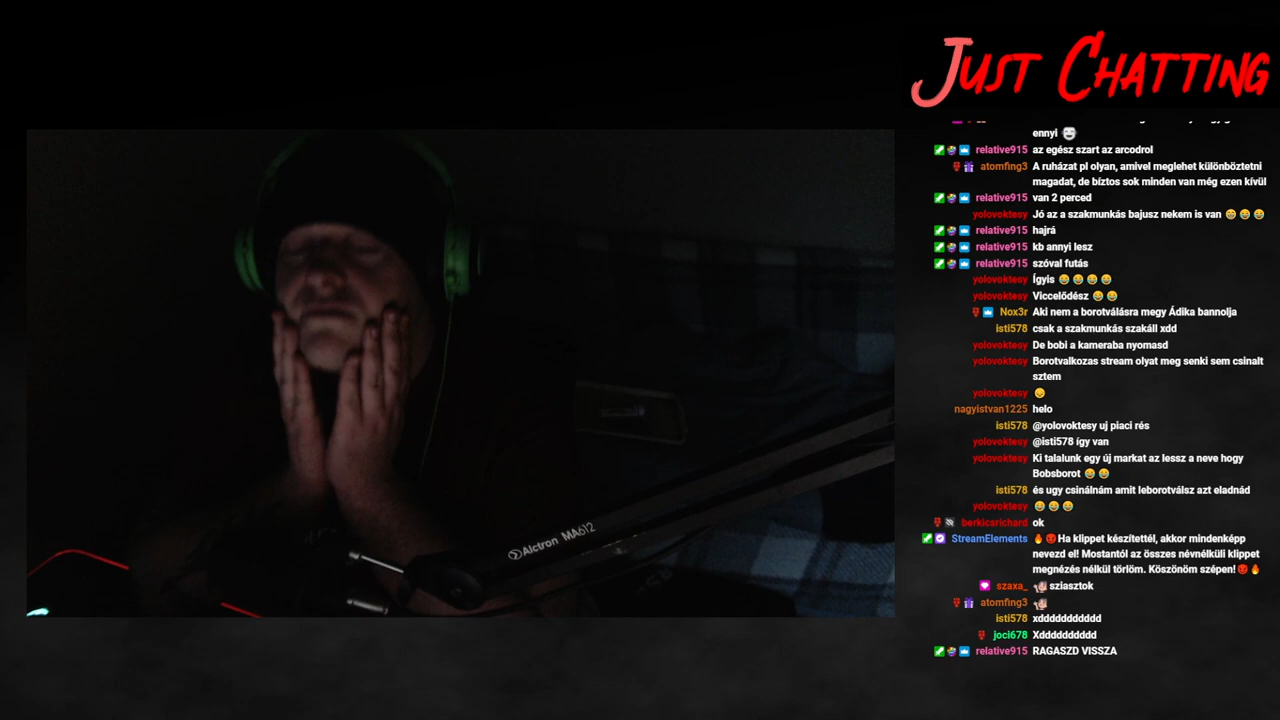 JUST CHATTING
ennyi
relative915 az egész szart az arcodrol
atomfing3 A ruházat pl olyan, amivel meglehet különböztetni
magadat, de bíztos sok minden van még ezen kívül
relative915 van 2 perced
yolovoktesy Jó az a szakmunkás bajusz nekem is van 😁 😂 😂
relative915 hajrá
relative915 kb annyi lesz
relative915 szóval futás
yolovoktesy Ígyis 😂 😂 😂 😂
yolovoktesy Viccelődész 😂 😂
Nox3r Aki nem a borotválásra megy Ádika bannolja
isti578 csak a szakmunkás szakáll xdd
yolovoktesy De bobi a kameraba nyomasd
yolovoktesy Borotvalkozas stream olyat meg senki sem csinalt
sztem
yolovoktesy
nagyistvan1225 helo
isti578 @yolovoktesy uj piaci rés
yolovoktesy @isti578 így van
yolovoktesy Ki talalunk egy új markat az lessz a neve hogy
Bobsborot 😂 😂
isti578 és ugy csinálnám amit leborotválsz azt eladnád
yolovoktesy 😂 😂 😂
berkicsrichard ok
StreamElements 🔥😡Ha klippet készítettél, akkor mindenképp
nevezd el! Mostantól az összes névnélküli klippet
megnézés nélkül törlöm. Köszönöm szépen!😡🔥
szaxa_ sziasztok
atomfing3
isti578 xddddddddddd
joci678 Xdddddddddd
relative915 RAGASZD VISSZA
Alctron MA612